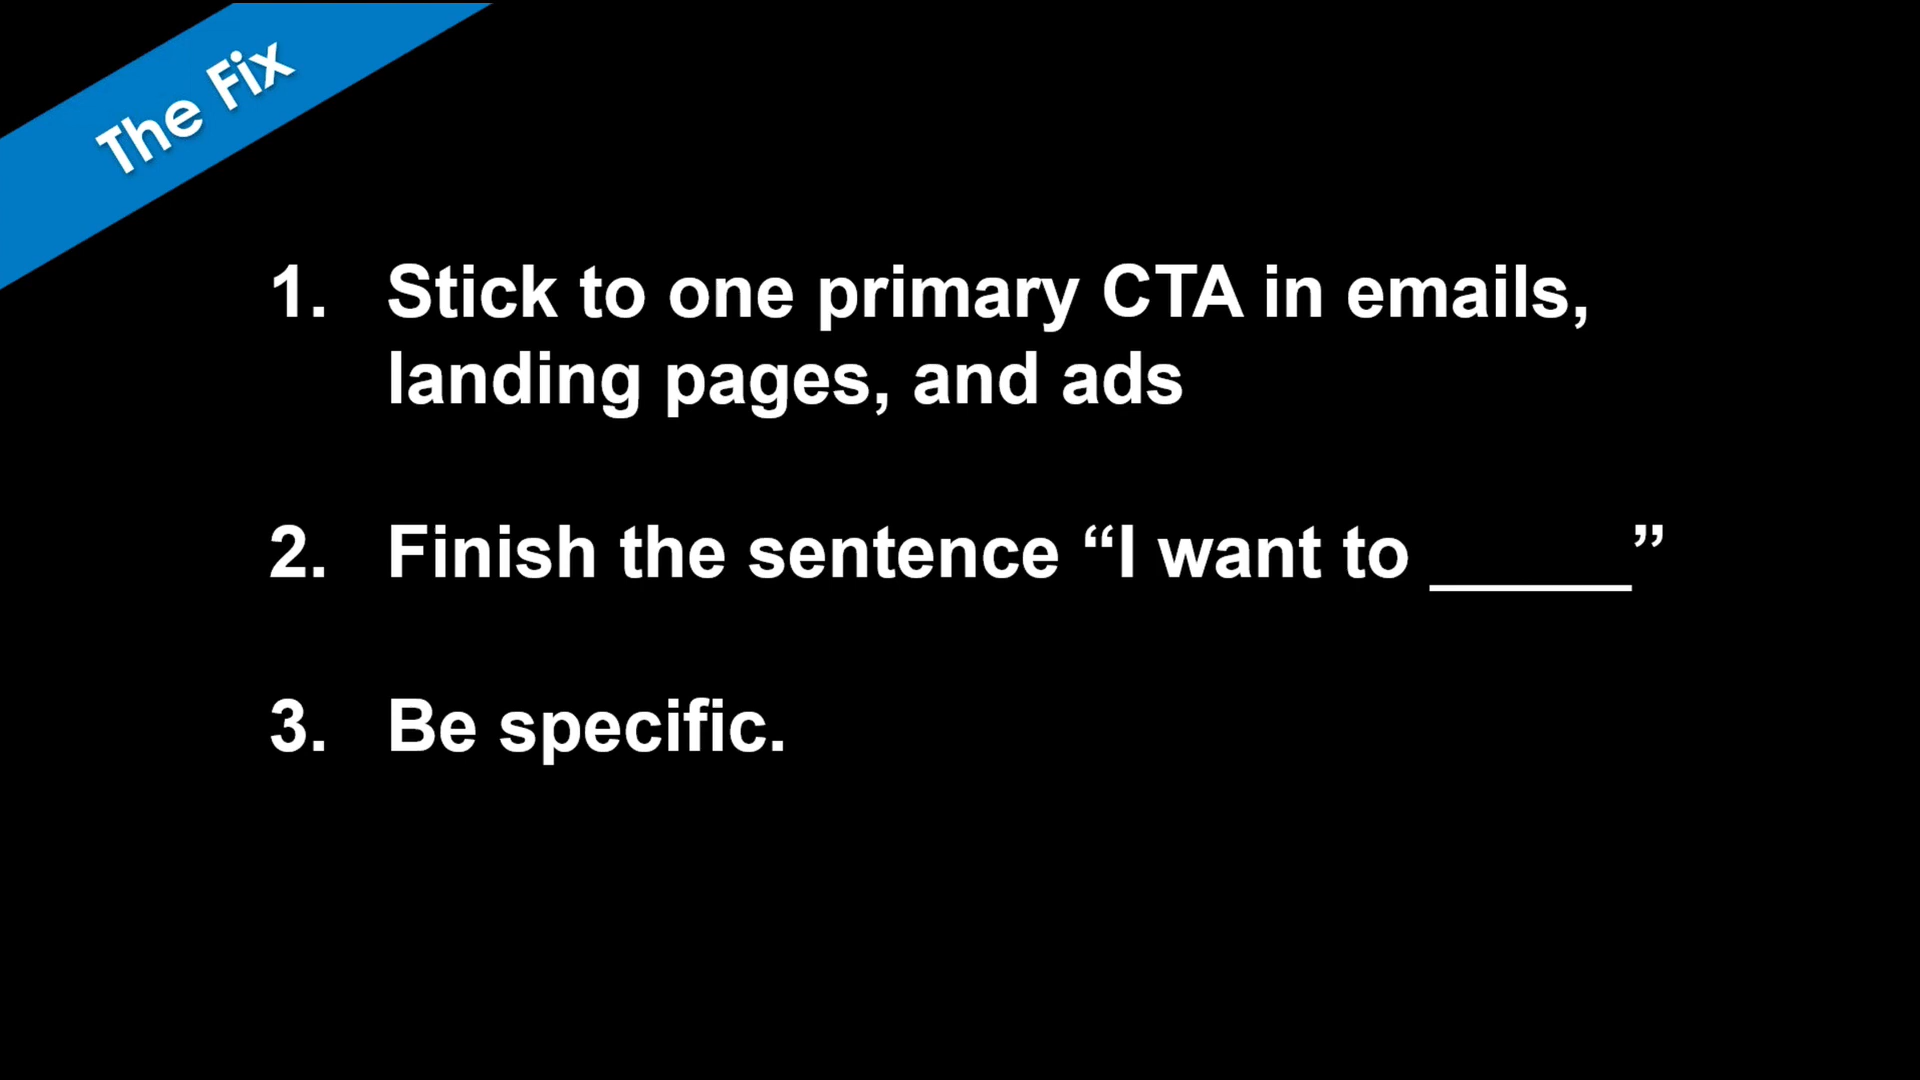 The Fix
1. Stick to one primary CTA in emails,
landing pages, and ads
2. Finish the sentence “I want to _____”
3. Be specific.